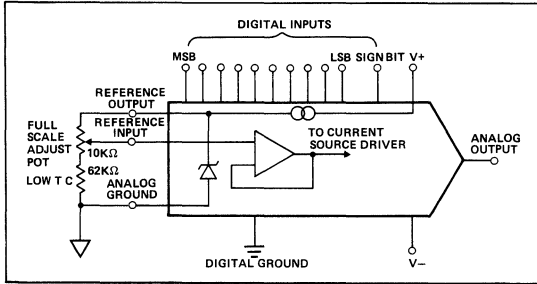 DIGITAL INPUTS
MSB
LSB SIGN BIT V+
REFERENCE
OUTPUT
REFERENCE
INPUT
FULL
SCALE
ADJUST
POT
10KΩ
62KΩ
LOW T C
ANALOG
GROUND
TO CURRENT
SOURCE DRIVER
ANALOG
OUTPUT
DIGITAL GROUND
V−